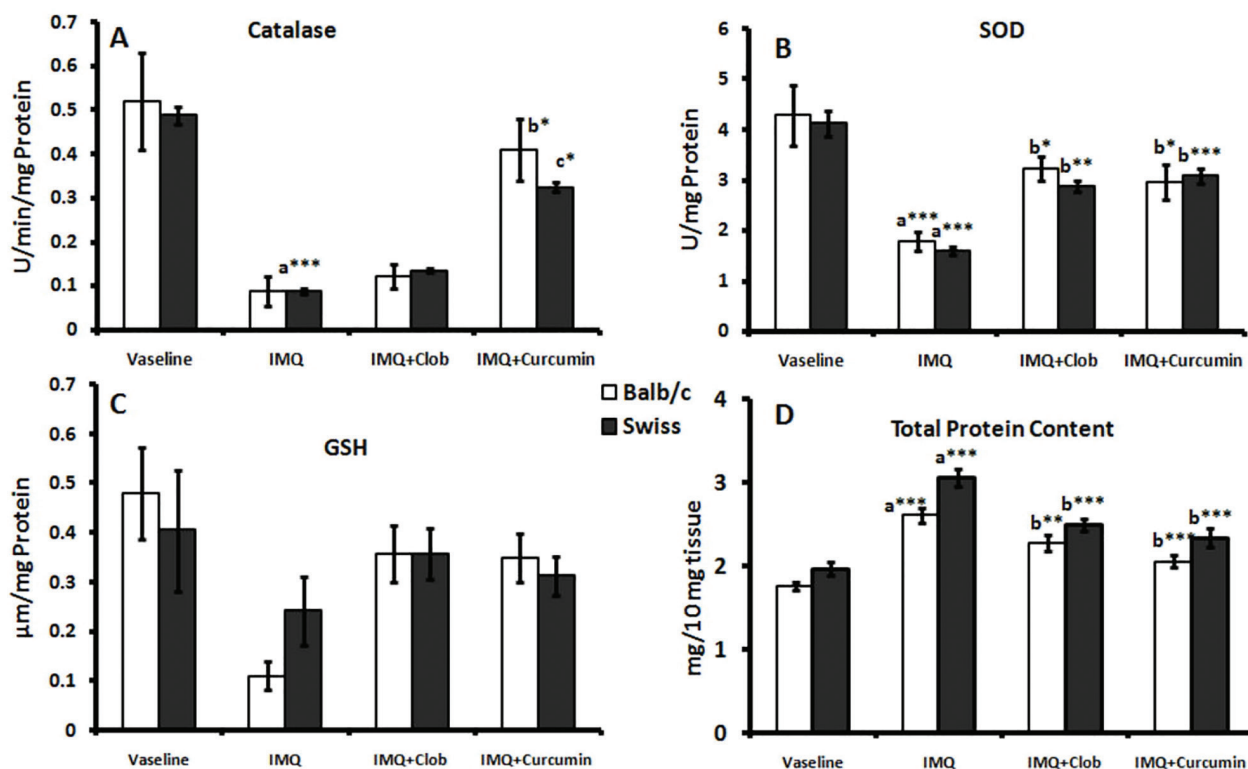 A
Catalase
U/min/mg Protein
0.7
0.6
0.5
0.4
0.3
0.2
0.1
0
a***
b*
c*
Vaseline IMQ IMQ+Clob IMQ+Curcumin
B
SOD
U/mg Protein
6
5
4
3
2
1
0
a*** a***
b* b**
b* b***
Vaseline IMQ IMQ+Clob IMQ+Curcumin
C
GSH
µm/mg Protein
0.7
0.6
0.5
0.4
0.3
0.2
0.1
0
Vaseline IMQ IMQ+Clob IMQ+Curcumin
Balb/c
Swiss
D
Total Protein Content
mg/10 mg tissue
4
3
2
1
0
a*** a***
b** b***
b*** b***
Vaseline IMQ IMQ+Clob IMQ+Curcumin